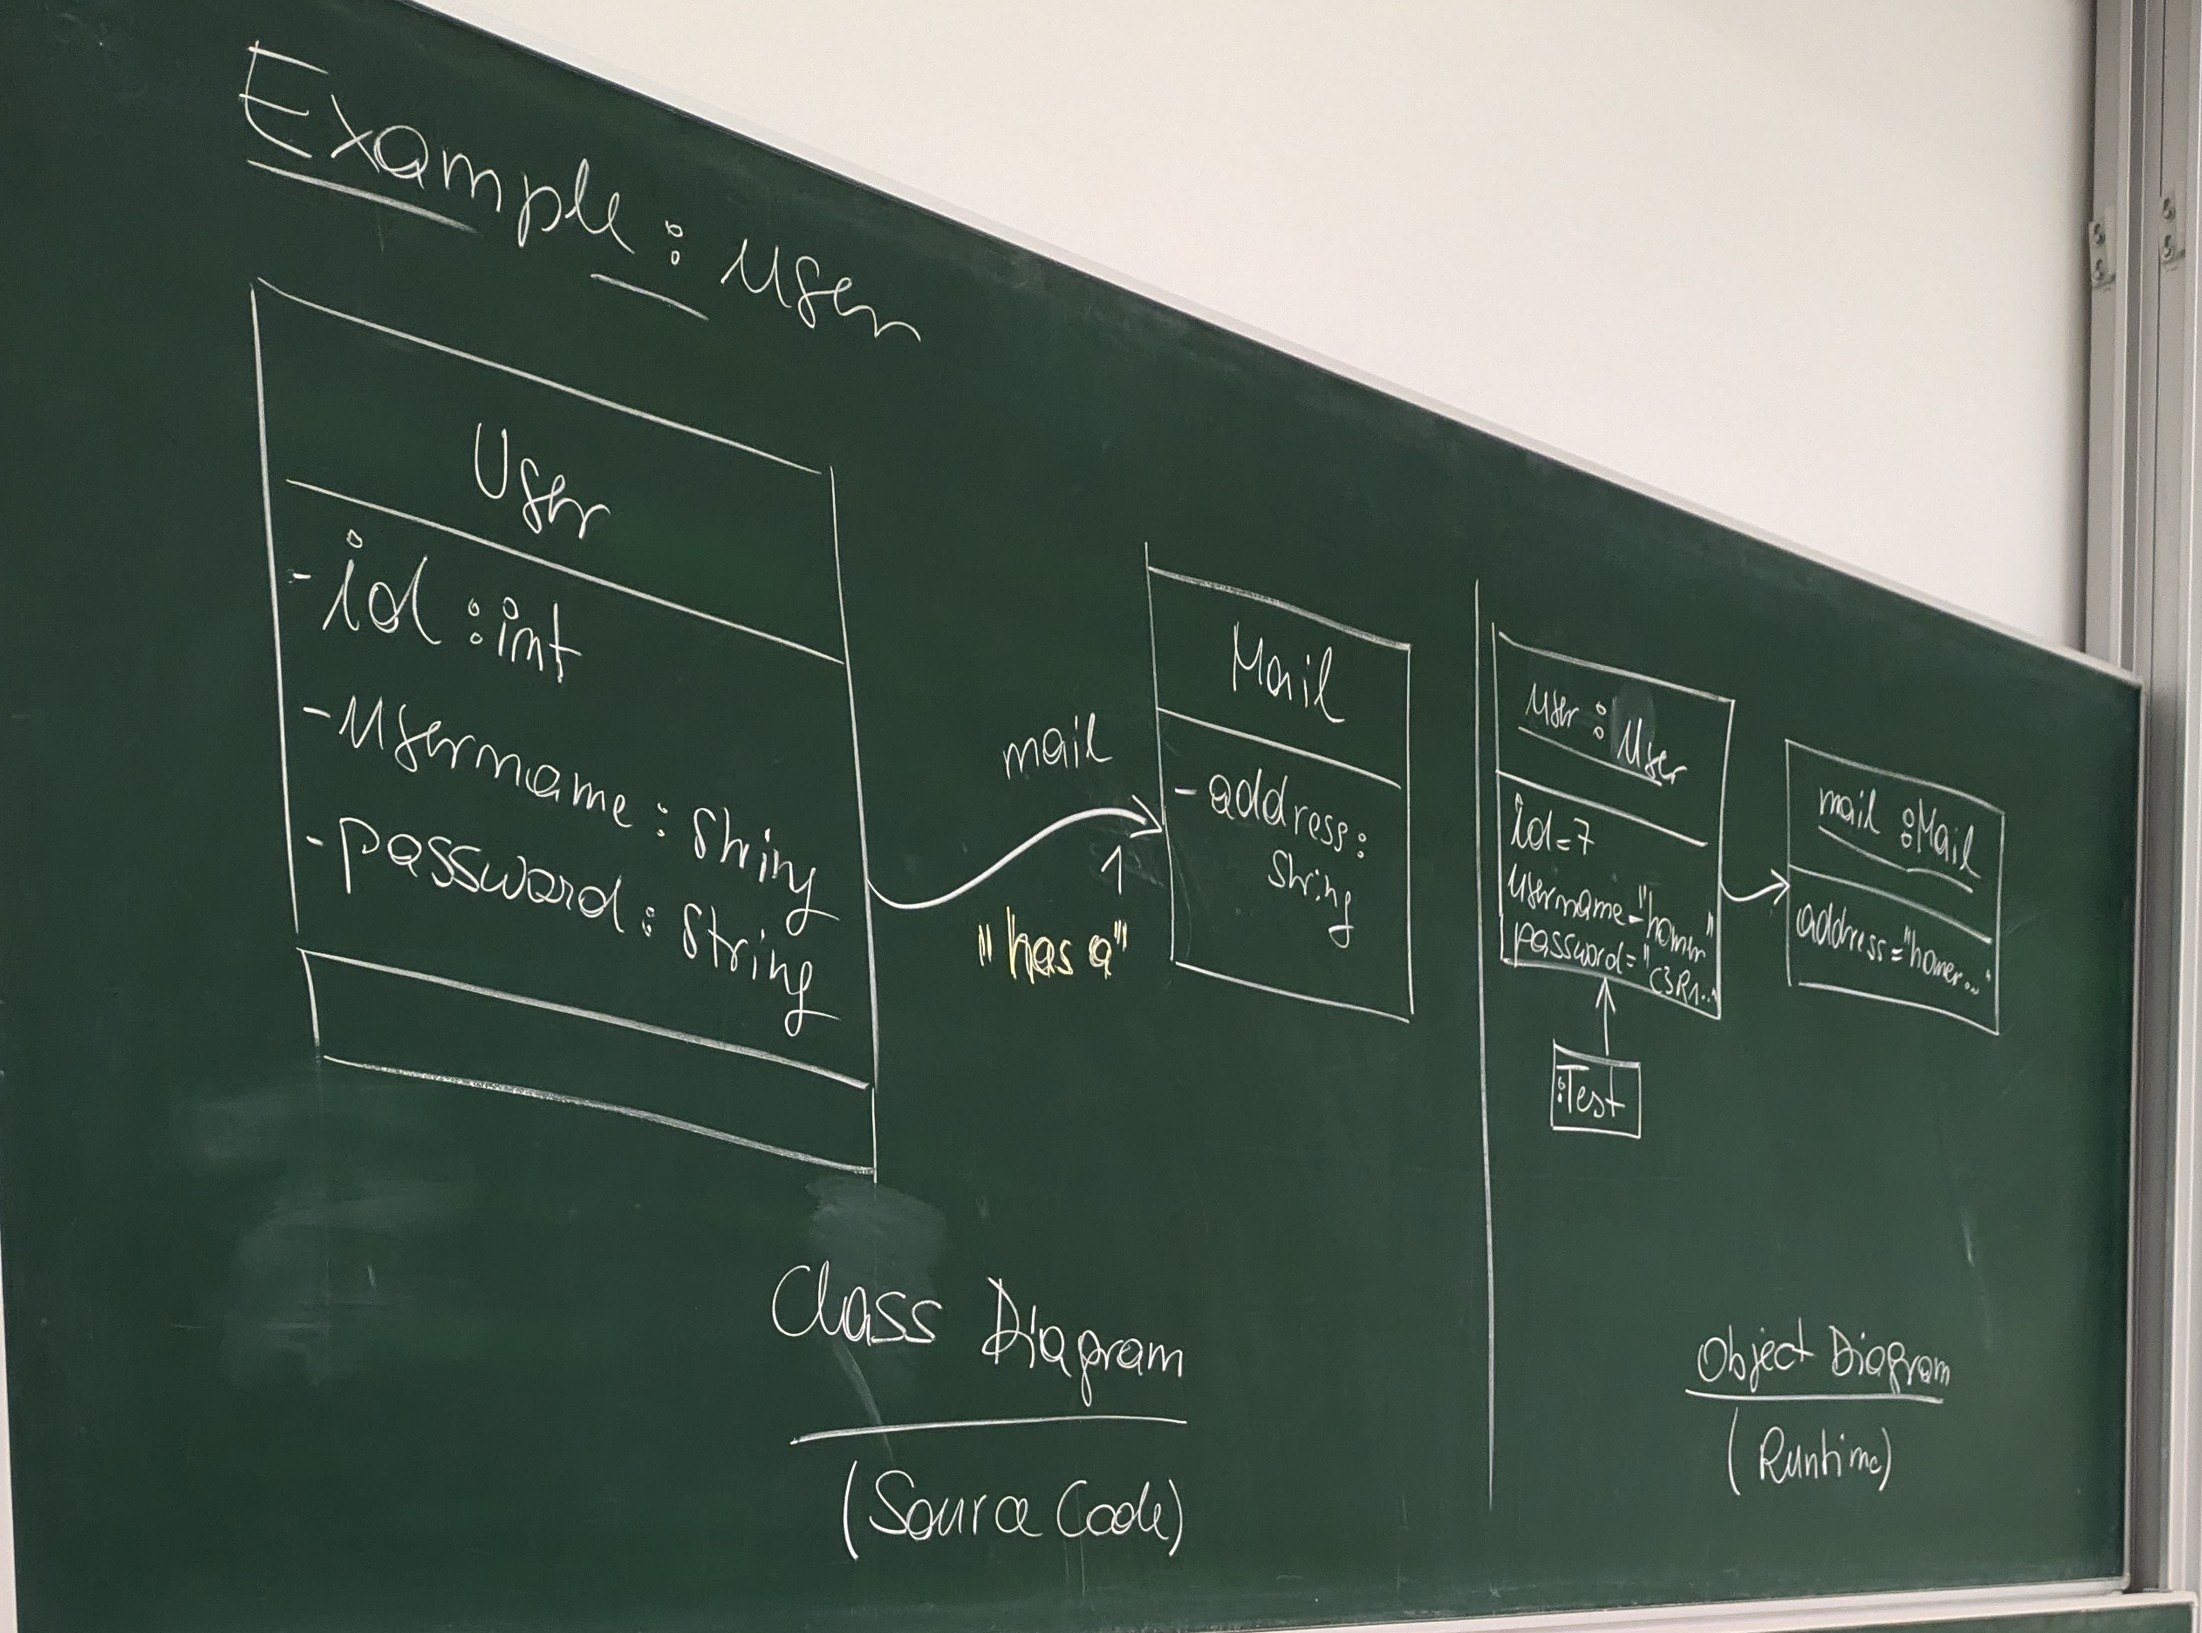 Example: User
User
-id:int
-username: String
-password: String
mail
1
"has a"
Mail
-address:
String
Class Diagram
(Source Code)
user:User
id=7
username="homer"
password="C3R1.."
:Test
mail :Mail
address="homer..."
Object Diagram
(Runtime)